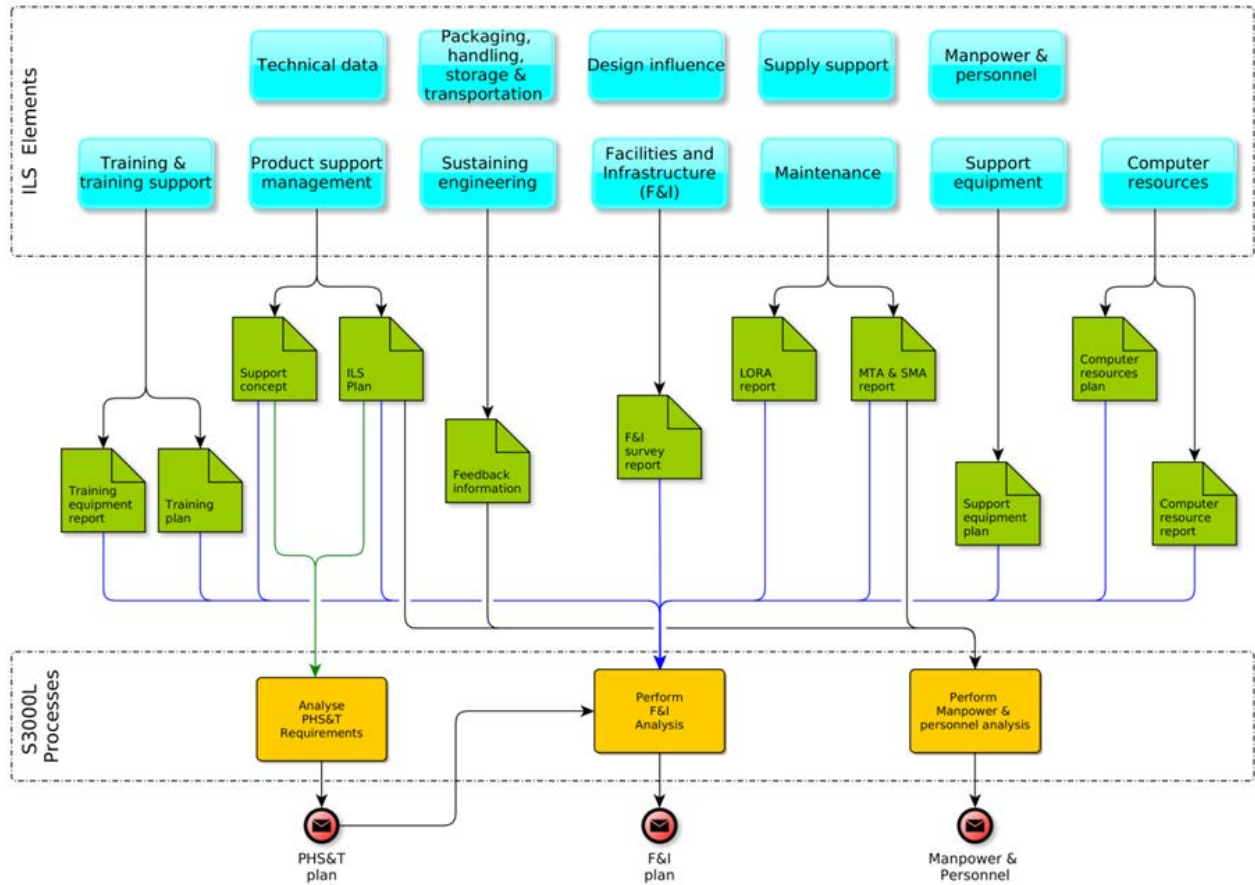 ILS Elements
Technical data
Packaging,
handling,
storage &
transportation
Design influence
Supply support
Manpower &
personnel
Training &
training support
Product support
management
Sustaining
engineering
Facilities and
Infrastructure
(F&I)
Maintenance
Support
equipment
Computer
resources
Support
concept
ILS
Plan
LORA
report
MTA & SMA
report
Computer
resources
plan
Training
equipment
report
Training
plan
Feedback
information
F&I
survey
report
Support
equipment
plan
Computer
resource
report
S3000L
Processes
Analyse
PHS&T
Requirements
Perform
F&I
Analysis
Perform
Manpower &
personnel analysis
PHS&T
plan
F&I
plan
Manpower &
Personnel